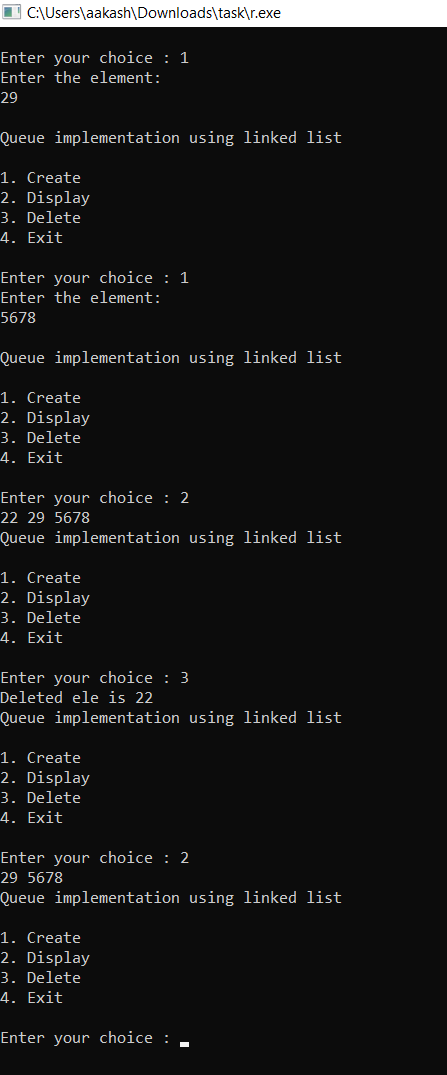 C:\Users\aakash\Downloads\task\r.exe
Enter your choice : 1
Enter the element:
29
Queue implementation using linked list
1. Create
2. Display
3. Delete
4. Exit
Enter your choice : 1
Enter the element:
5678
Queue implementation using linked list
1. Create
2. Display
3. Delete
4. Exit
Enter your choice : 2
22 29 5678
Queue implementation using linked list
1. Create
2. Display
3. Delete
4. Exit
Enter your choice : 3
Deleted ele is 22
Queue implementation using linked list
1. Create
2. Display
3. Delete
4. Exit
Enter your choice : 2
29 5678
Queue implementation using linked list
1. Create
2. Display
3. Delete
4. Exit
Enter your choice :